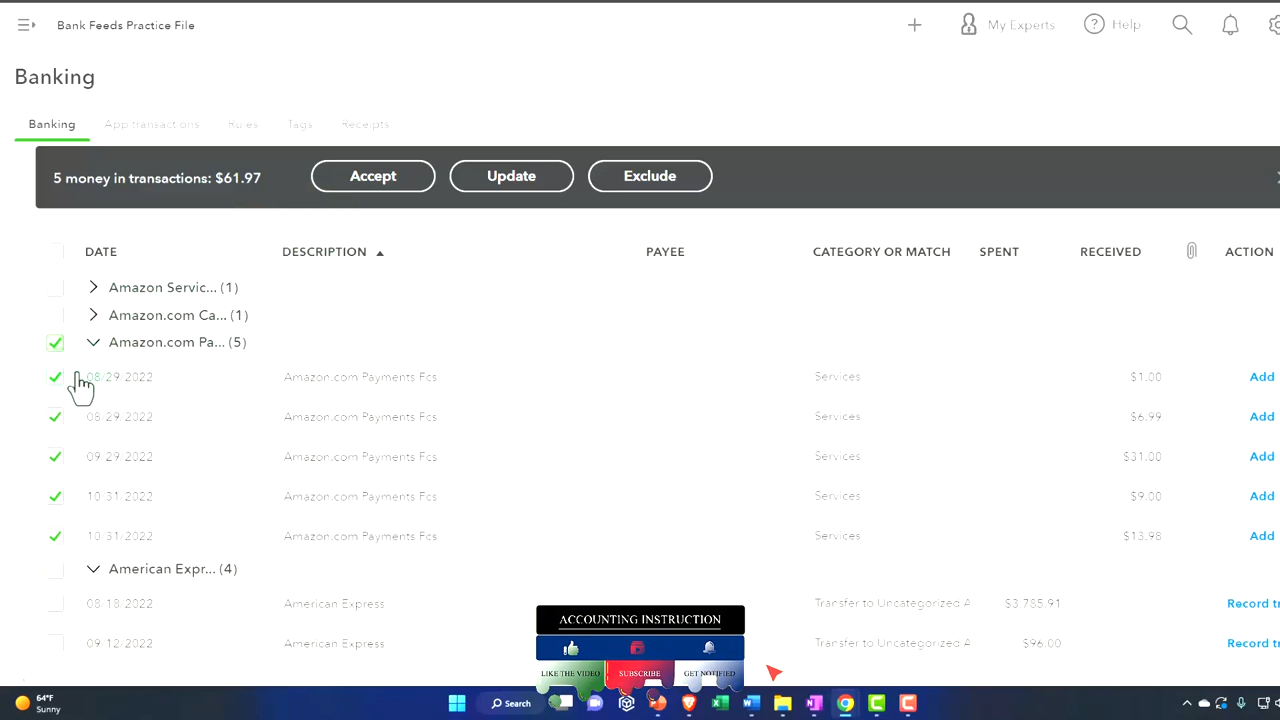 Bank Feeds Practice File
My Experts
Help
Banking
Banking
App transactions
Rules
Tags
Receipts
5 money in transactions: $61.97
Accept
Update
Exclude
DATE DESCRIPTION PAYEE CATEGORY OR MATCH SPENT RECEIVED ACTION
Amazon Servic... (1)
Amazon.com Ca... (1)
Amazon.com Pa... (5)
08/29/2022 Amazon.com Payments Fcs Services $1.00 Add
08/29/2022 Amazon.com Payments Fcs Services $6.99 Add
09/29/2022 Amazon.com Payments Fcs Services $31.00 Add
10/31/2022 Amazon.com Payments Fcs Services $9.00 Add
10/31/2022 Amazon.com Payments Fcs Services $13.98 Add
American Expr... (4)
08/18/2022 American Express Transfer to Uncategorized A $3,785.91 Record tr
09/12/2022 American Express Transfer to Uncategorized A $96.00 Record tr
ACCOUNTING INSTRUCTION
LIKE THE VIDEO
SUBSCRIBE
GET NOTIFIED
64°F
Sunny
Search